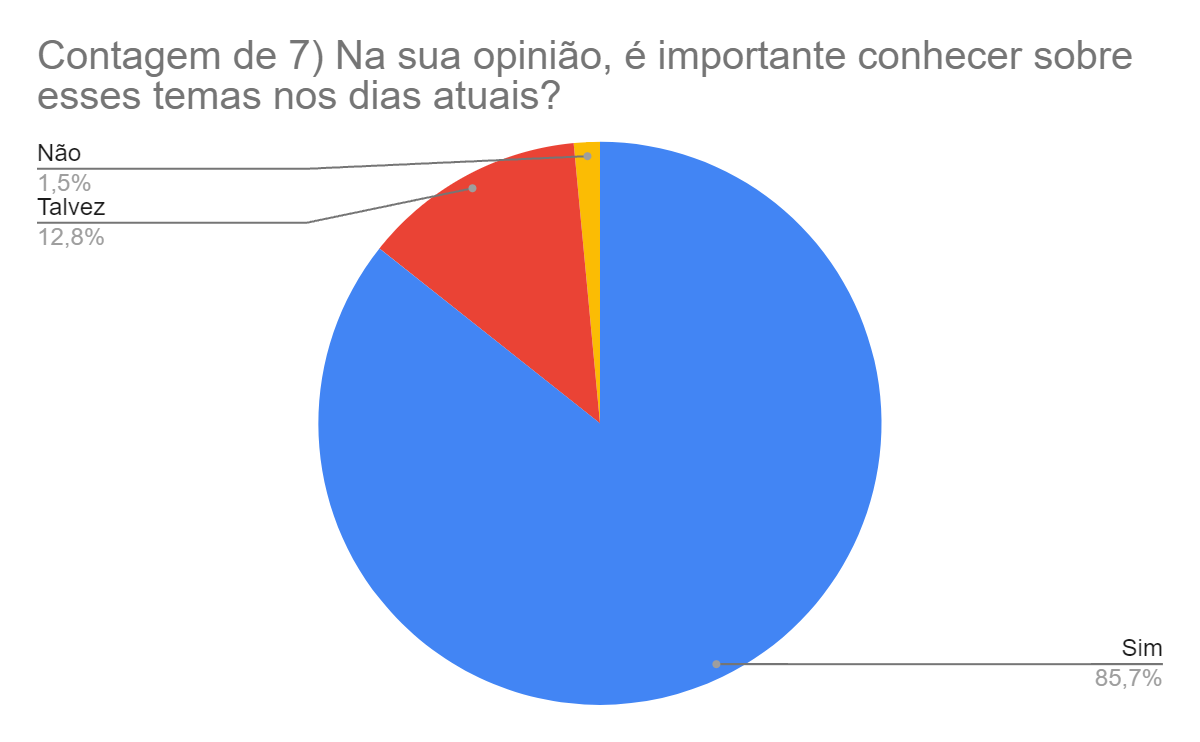 Contagem de 7) Na sua opinião, é importante conhecer sobre
esses temas nos dias atuais?
Não
1,5%
Talvez
12,8%
Sim
85,7%